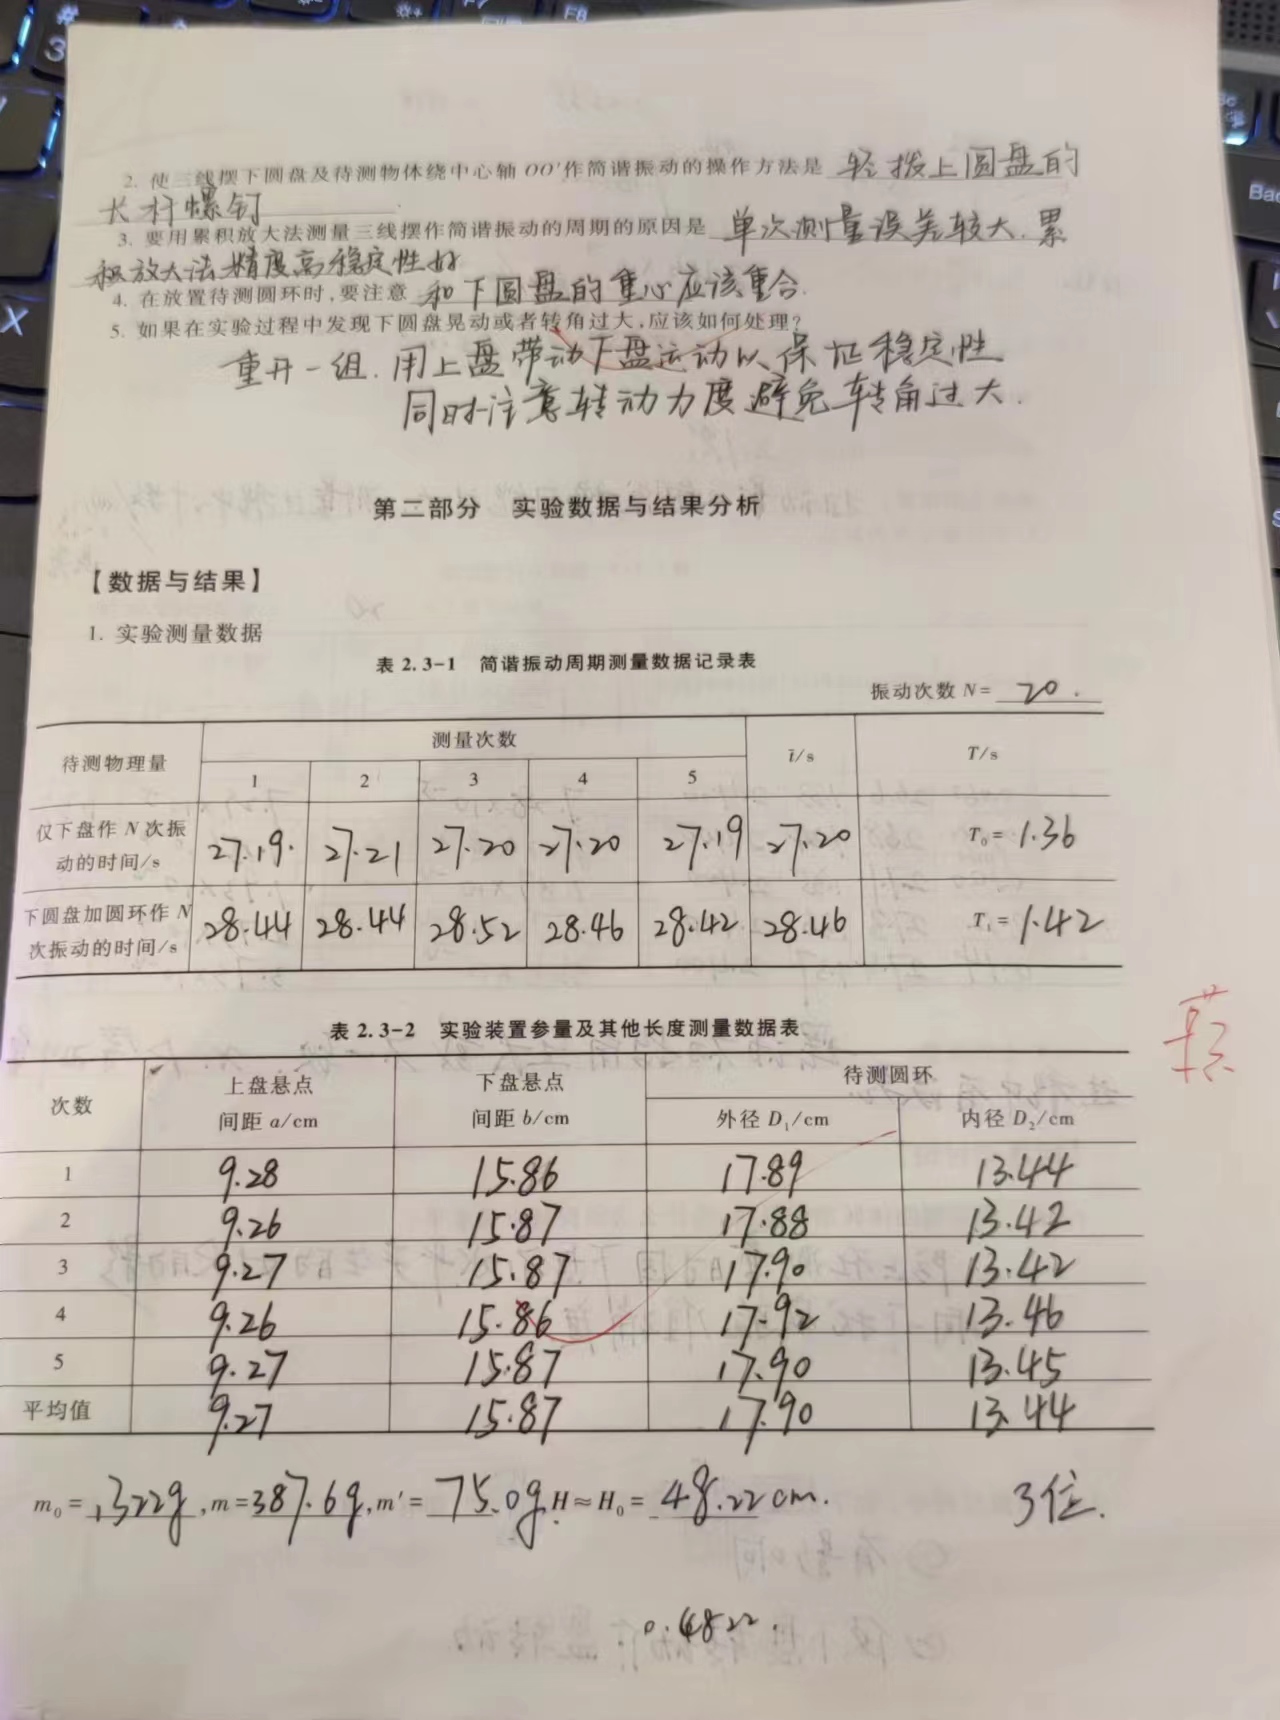 2. 使三线摆下圆盘及待测物体绕中心轴OO'作简谐振动的操作方法是 轻拨上圆盘的
长杆螺钉
3. 要用累积放大法测量三线摆作简谐振动的周期的原因是 单次测量误差较大.累
积放大法精度高稳定性好
4. 在放置待测圆环时,要注意 和下圆盘的重心应该重合.
5. 如果在实验过程中发现下圆盘晃动或者转角过大,应该如何处理?
重开一组.用上盘带动下盘运动以保证稳定性
同时注意转动力度避免转角过大.
第二部分 实验数据与结果分析
【数据与结果】
1. 实验测量数据
表 2.3-1 简谐振动周期测量数据记录表
振动次数 N= 20.
待测物理量 测量次数 t̄/s T/s
1 2 3 4 5
仅下盘作 N 次振
动的时间/s 27.19. 27.21 27.20 27.20 27.19 27.20 T₀= 1.36
下圆盘加圆环作 N
次振动的时间/s 28.44 28.44 28.52 28.46 28.42 28.46 T₁= 1.42
表 2.3-2 实验装置参量及其他长度测量数据表
次数 上盘悬点 下盘悬点 待测圆环
间距 a/cm 间距 b/cm 外径 D₁/cm 内径 D₂/cm
1 9.28 15.86 17.89 13.44
2 9.26 15.87 17.88 13.42
3 9.27 15.87 17.90 13.42
4 9.26 15.86 17.92 13.46
5 9.27 15.87 17.90 13.45
平均值 9.27 15.87 17.90 13.44
m₀= 1322g ,m= 387.6g ,m'= 75.0g H≈H₀= 48.22cm. 3位.
0.4822.